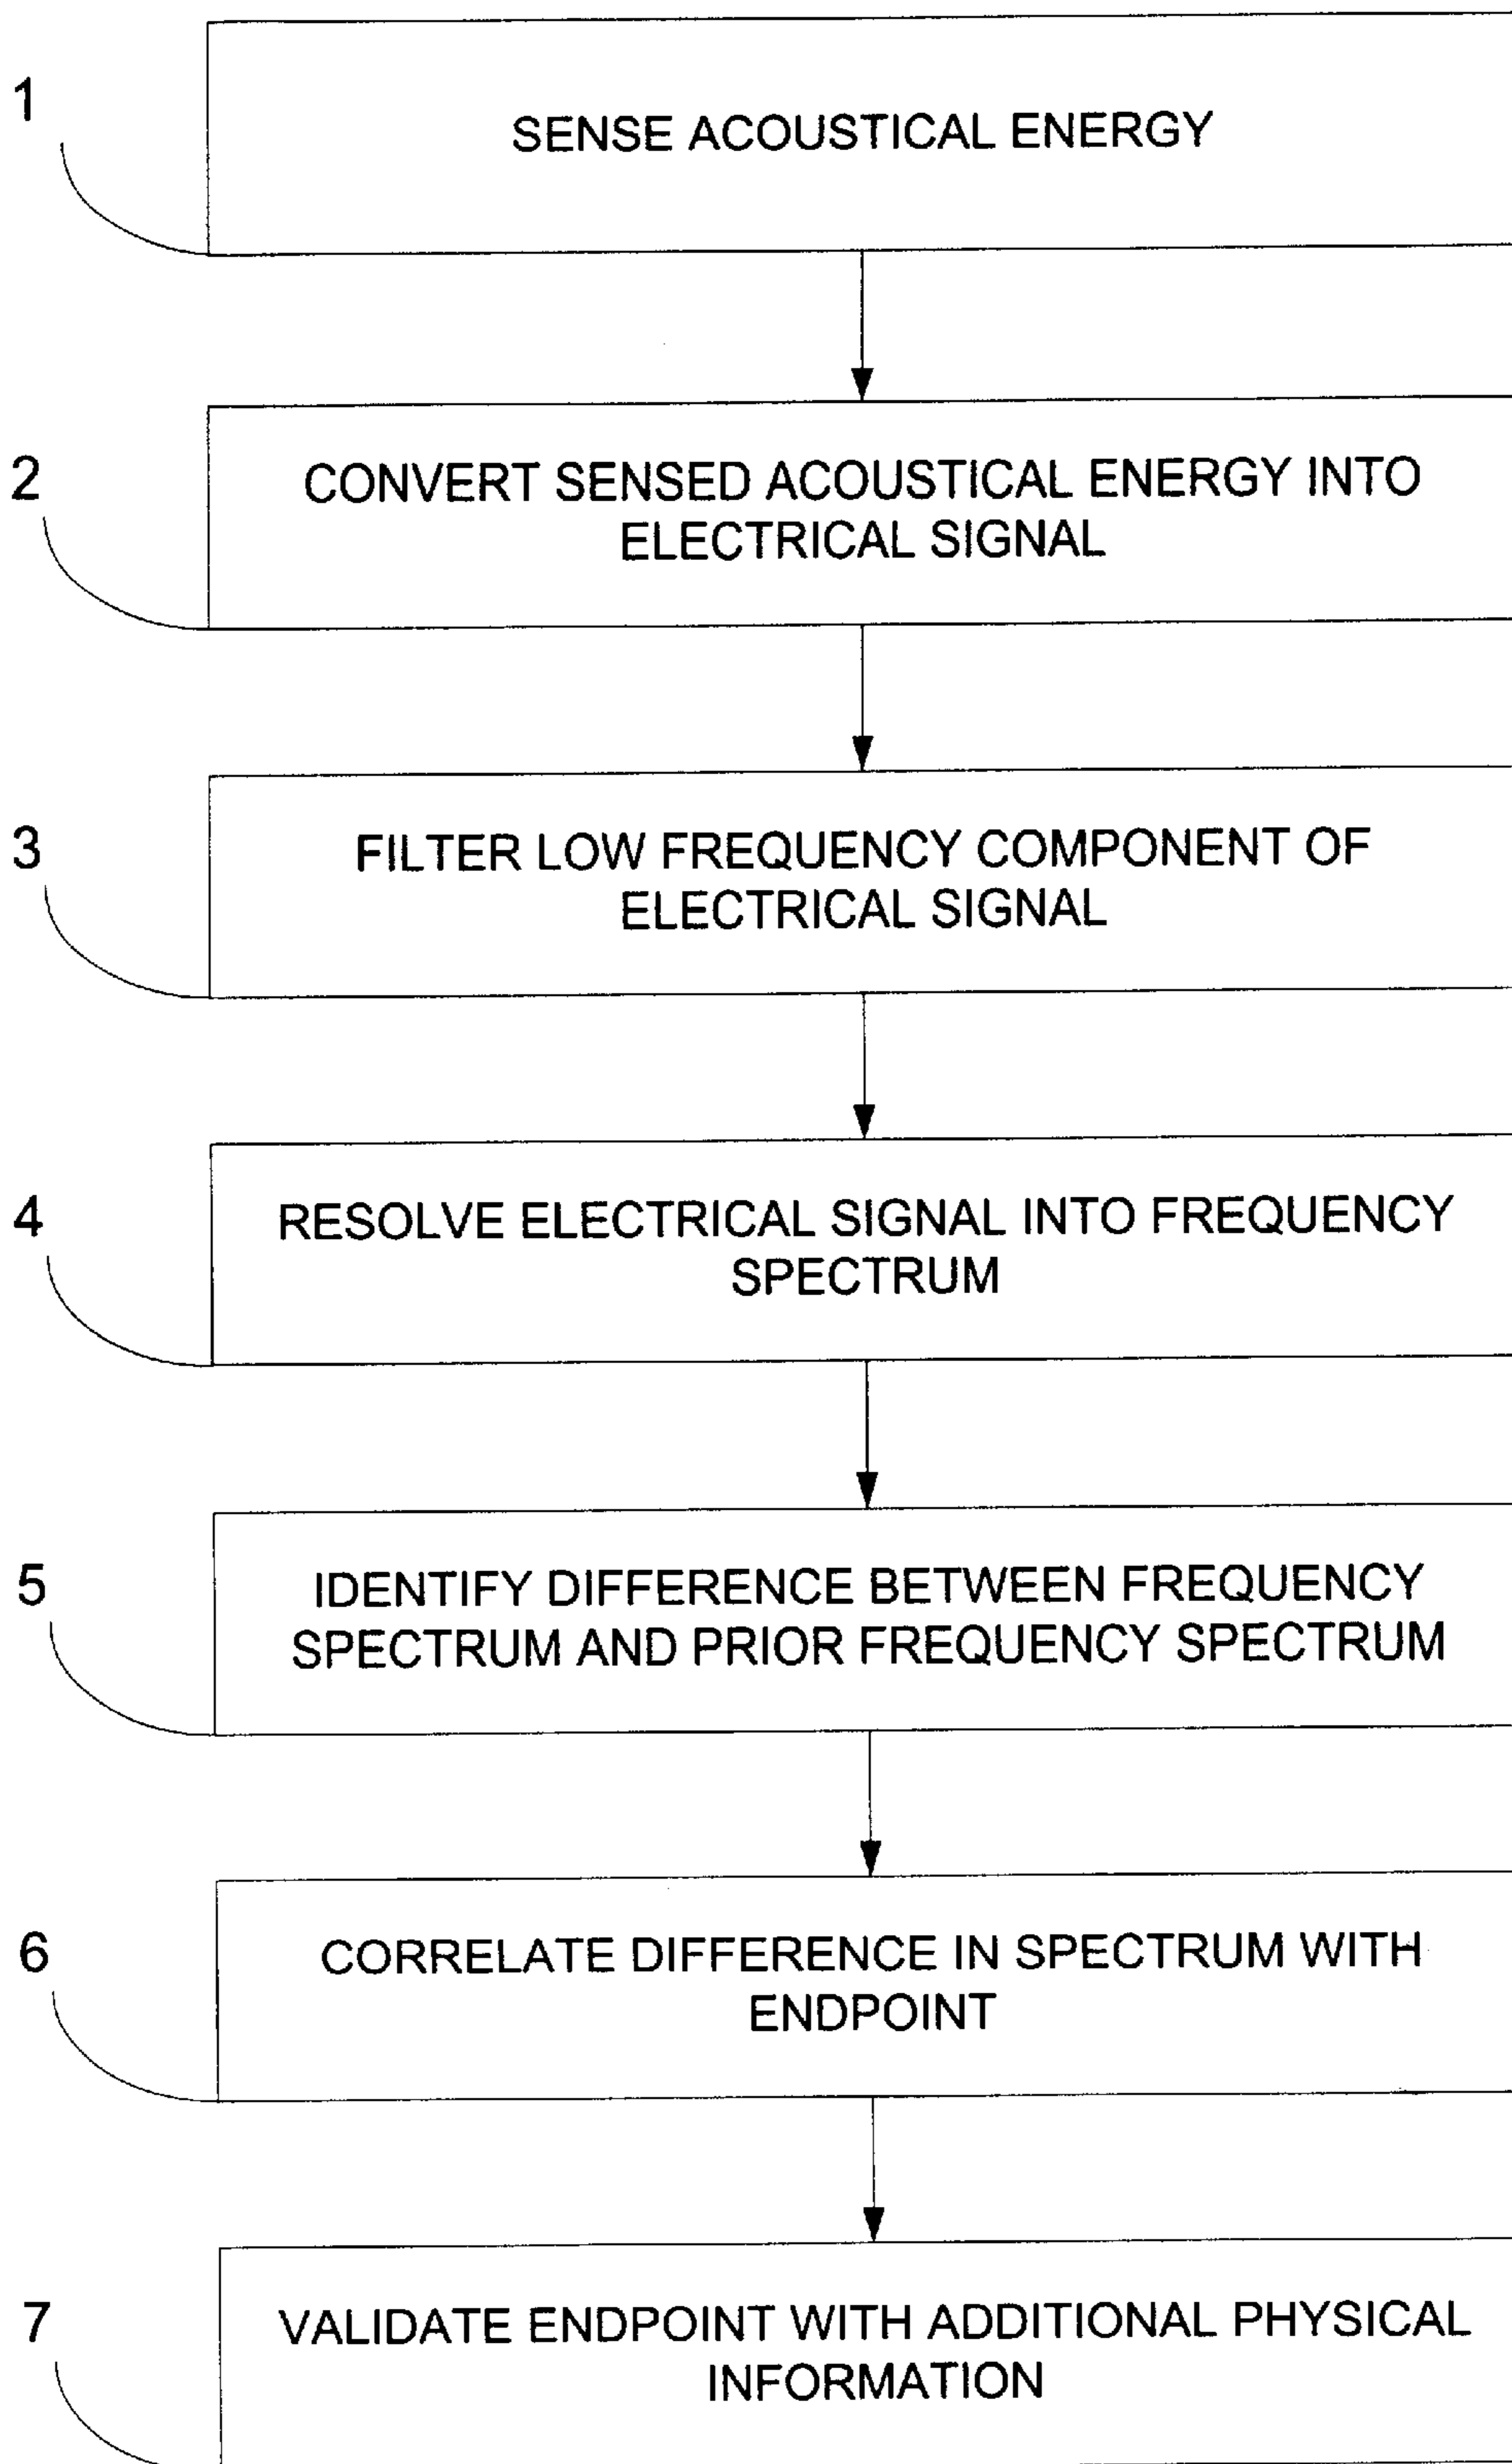 1
SENSE ACOUSTICAL ENERGY
2
CONVERT SENSED ACOUSTICAL ENERGY INTO
ELECTRICAL SIGNAL
3
FILTER LOW FREQUENCY COMPONENT OF
ELECTRICAL SIGNAL
4
RESOLVE ELECTRICAL SIGNAL INTO FREQUENCY
SPECTRUM
5
IDENTIFY DIFFERENCE BETWEEN FREQUENCY
SPECTRUM AND PRIOR FREQUENCY SPECTRUM
6
CORRELATE DIFFERENCE IN SPECTRUM WITH
ENDPOINT
7
VALIDATE ENDPOINT WITH ADDITIONAL PHYSICAL
INFORMATION